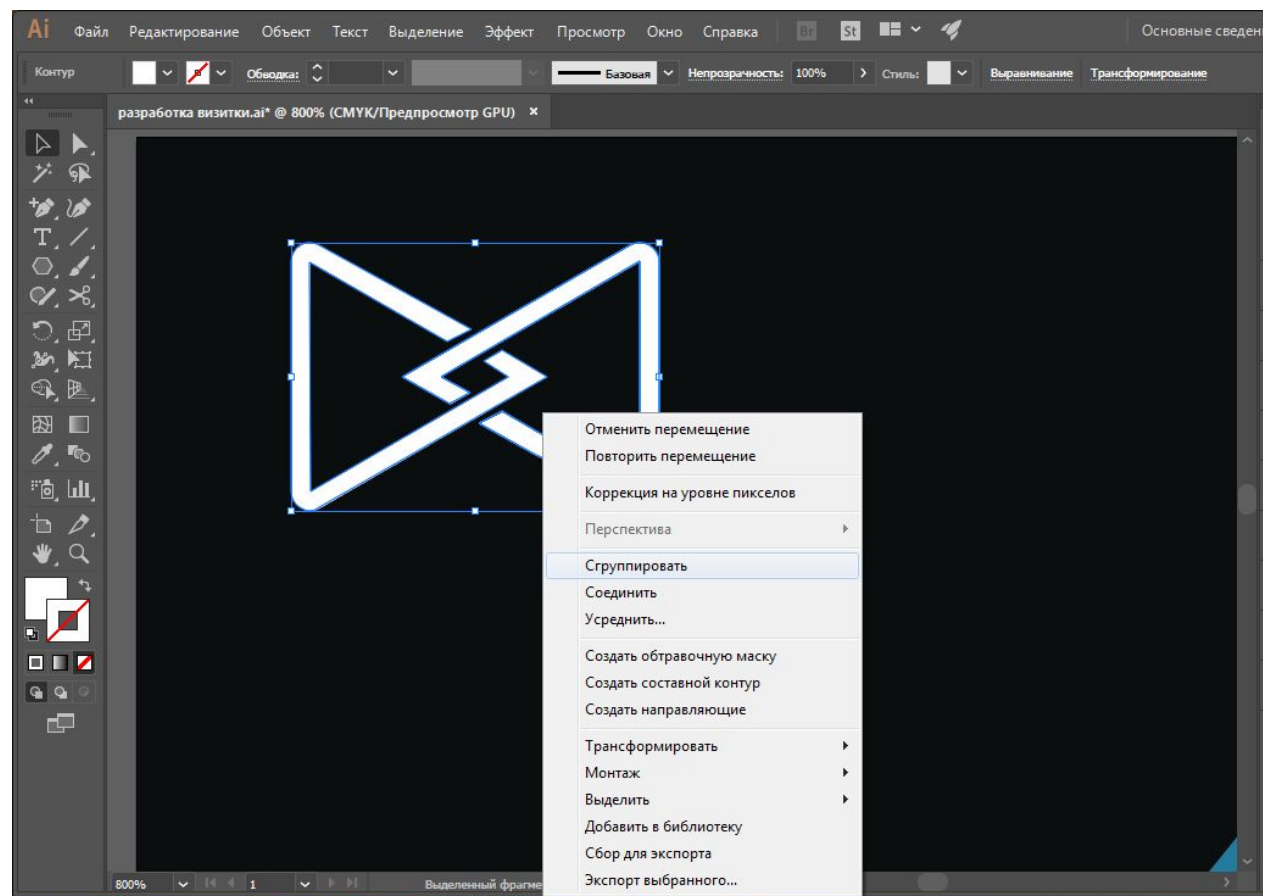 Ai Файл Редактирование Объект Текст Выделение Эффект Просмотр Окно Справка Br St Основные сведен
Контур Обводка: Базовая Непрозрачность: 100% Стиль: Выравнивание Трансформирование
разработка визитки.ai* @ 800% (CMYK/Предпросмотр GPU) ×
Отменить перемещение
Повторить перемещение
Коррекция на уровне пикселов
Перспектива
Сгруппировать
Соединить
Усреднить...
Создать обтравочную маску
Создать составной контур
Создать направляющие
Трансформировать
Монтаж
Выделить
Добавить в библиотеку
Сбор для экспорта
Экспорт выбранного...
800% 1 Выделенный фрагме